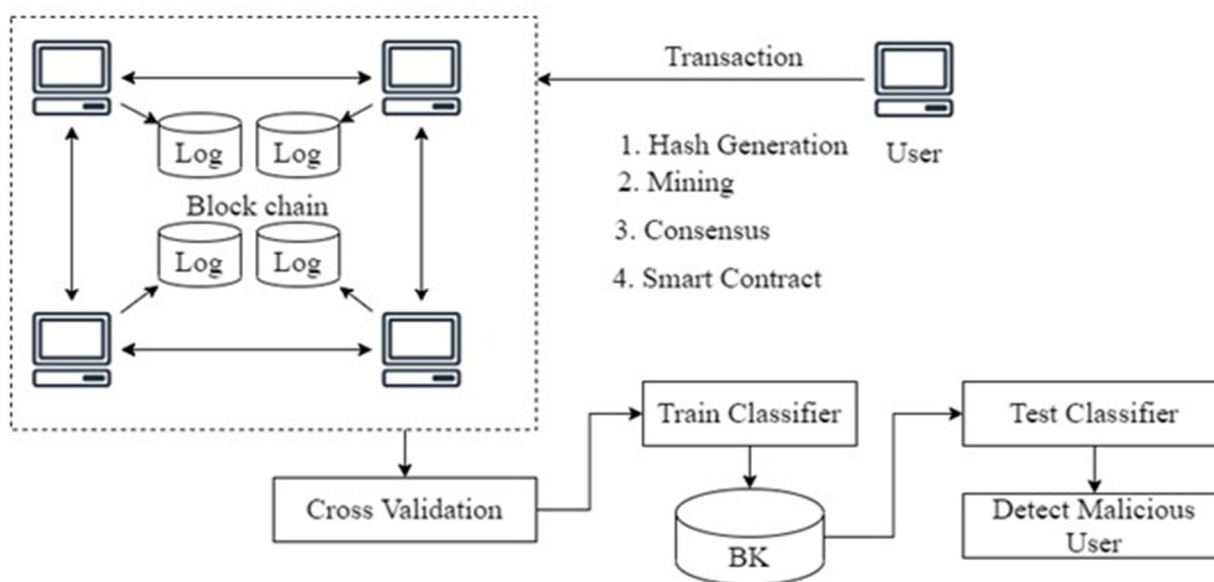 Transaction
User
1. Hash Generation
2. Mining
3. Consensus
4. Smart Contract
Log
Log
Block chain
Log
Log
Train Classifier
Test Classifier
Cross Validation
BK
Detect Malicious
User